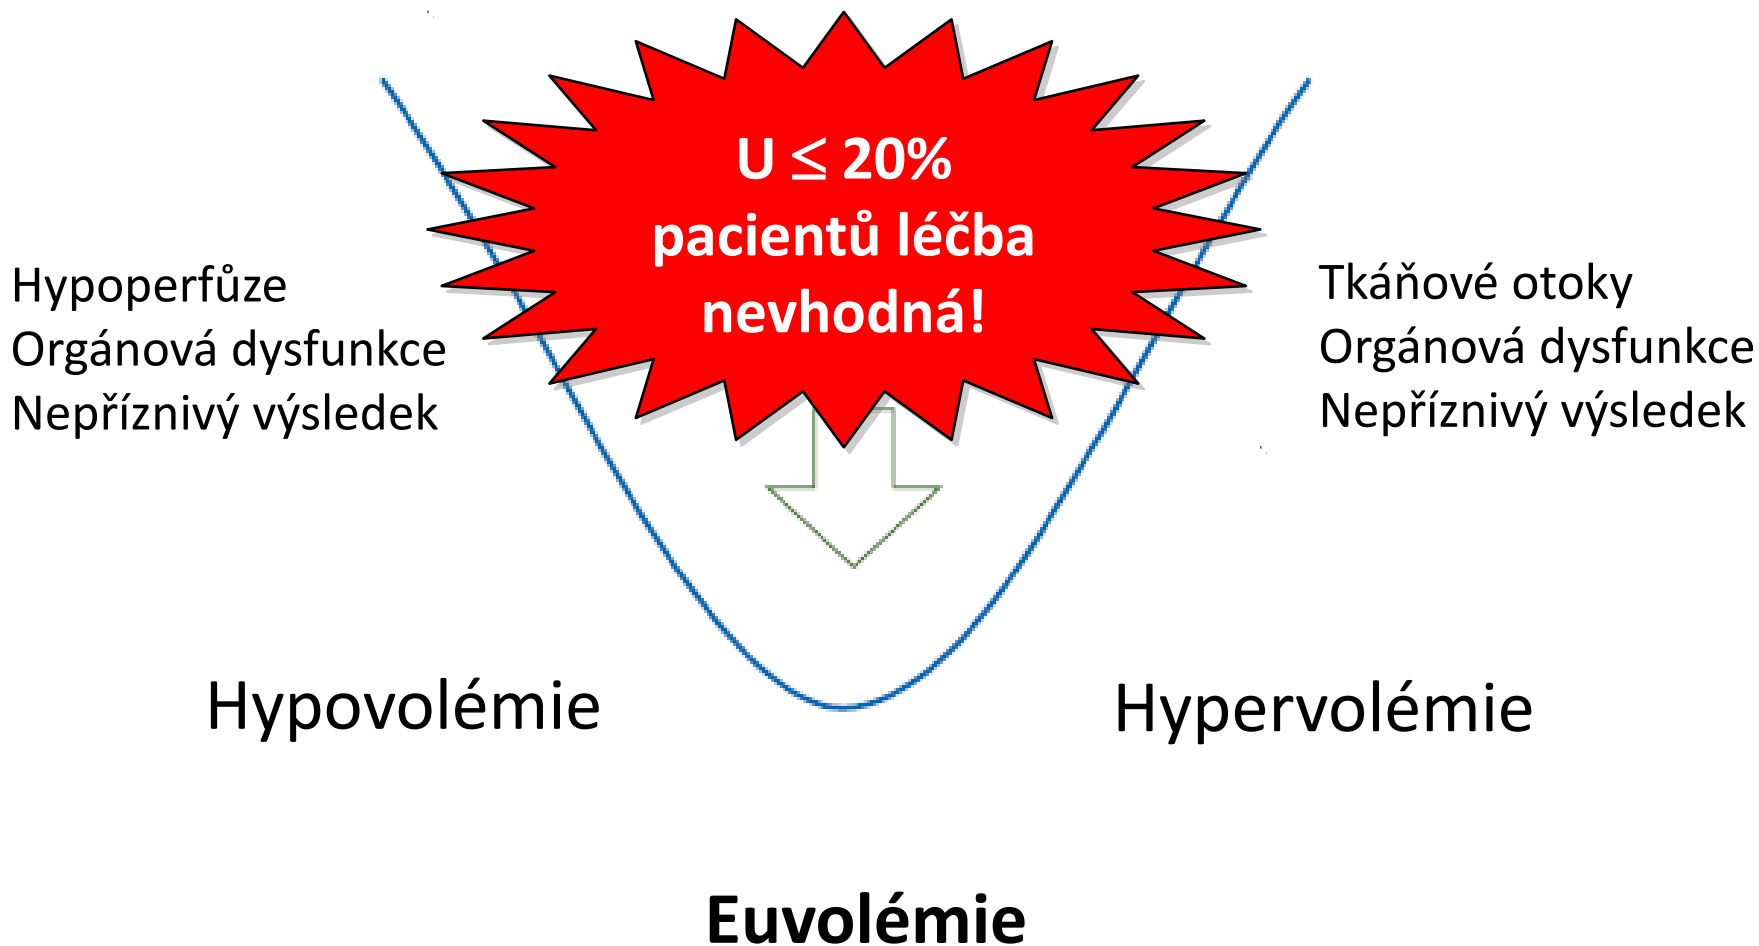 U ≤ 20%
pacientů léčba
nevhodná!
Hypoperfůze
Orgánová dysfunkce
Nepříznivý výsledek
Tkáňové otoky
Orgánová dysfunkce
Nepříznivý výsledek
Hypovolémie
Hypervolémie
Euvolémie